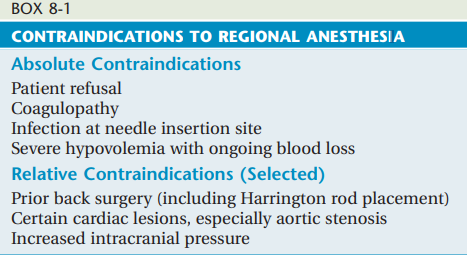 BOX 8-1
CONTRAINDICATIONS TO REGIONAL ANESTHESIA
Absolute Contraindications
Patient refusal
Coagulopathy
Infection at needle insertion site
Severe hypovolemia with ongoing blood loss
Relative Contraindications (Selected)
Prior back surgery (including Harrington rod placement)
Certain cardiac lesions, especially aortic stenosis
Increased intracranial pressure